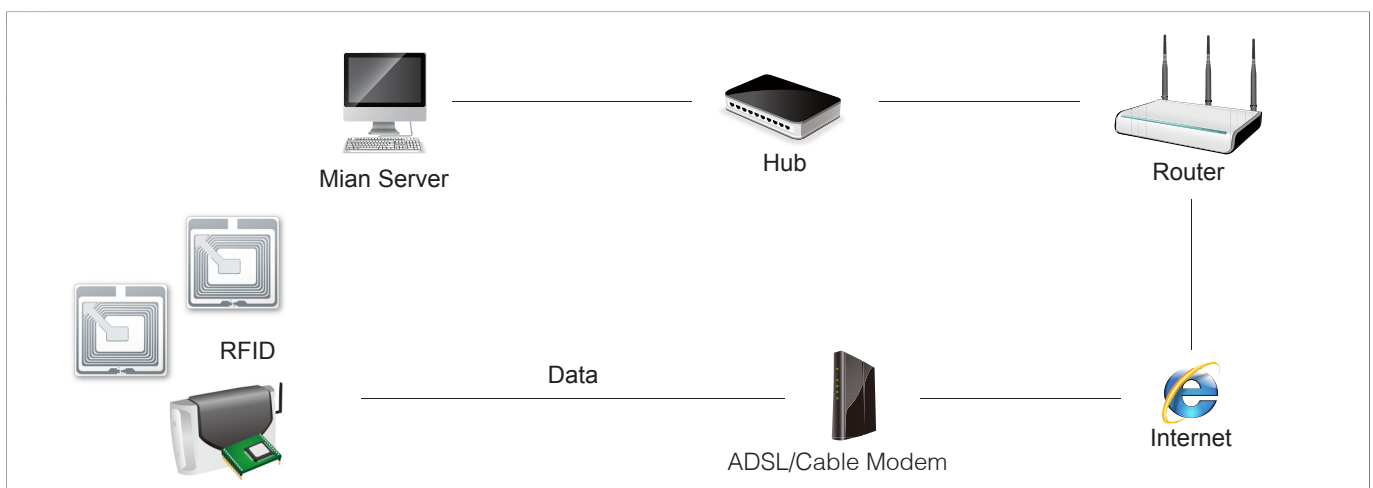 Mian Server
Hub
Router
RFID
Data
ADSL/Cable Modem
Internet